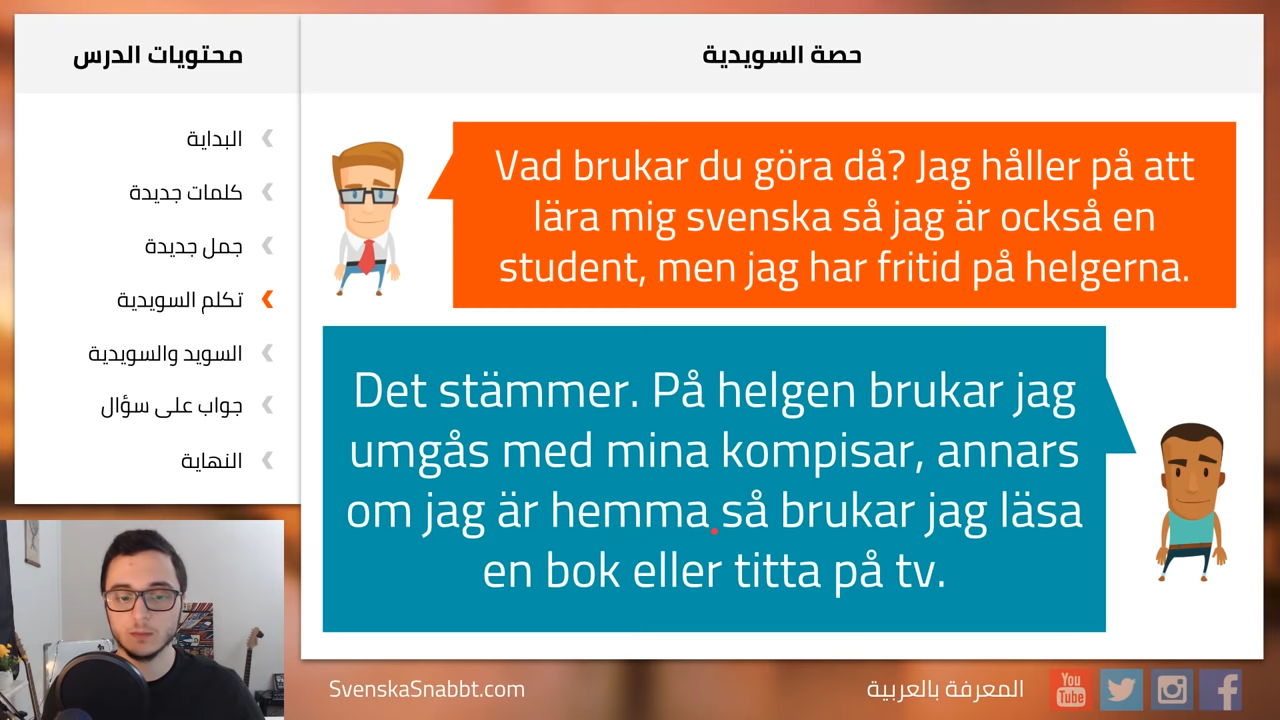 محتويات الدرس
حصة السويدية
البداية
كلمات جديدة
جمل جديدة
تكلم السويدية
السويد والسويدية
جواب على سؤال
النهاية
Vad brukar du göra då? Jag håller på att
lära mig svenska så jag är också en
student, men jag har fritid på helgerna.
Det stämmer. På helgen brukar jag
umgås med mina kompisar, annars
om jag är hemma så brukar jag läsa
en bok eller titta på tv.
SvenskaSnabbt.com
المعرفة بالعربية
You
Tube